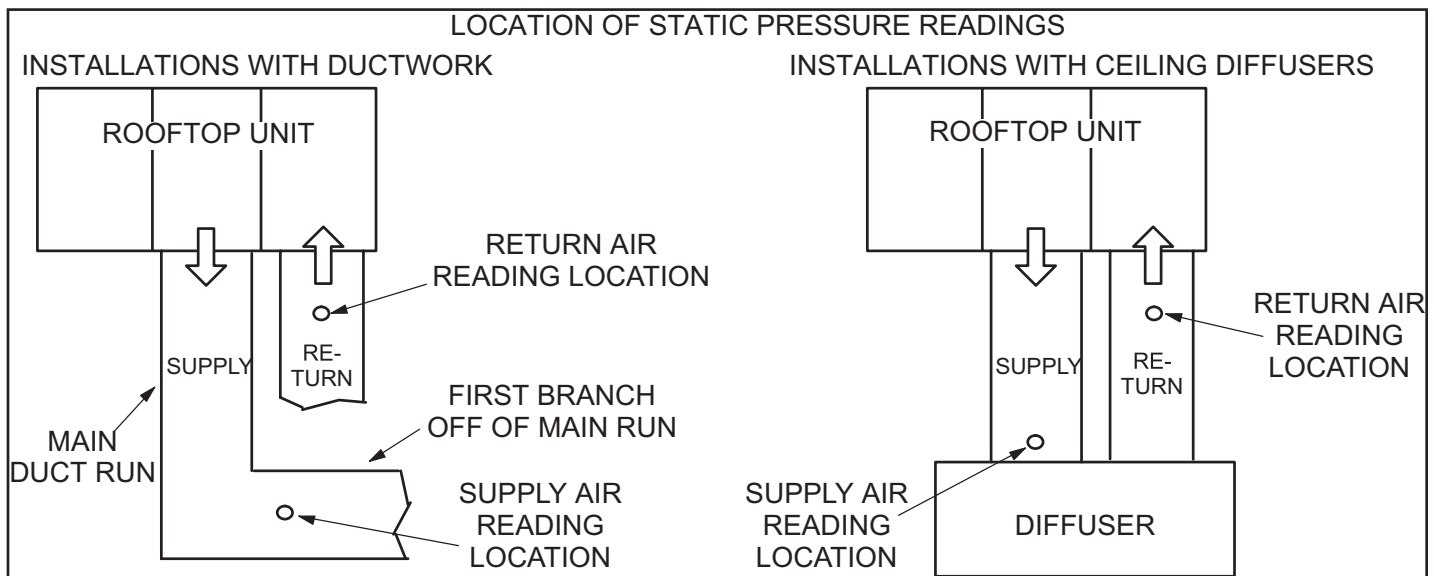 LOCATION OF STATIC PRESSURE READINGS
INSTALLATIONS WITH DUCTWORK
ROOFTOP UNIT
RETURN AIR
READING LOCATION
SUPPLY
RE-
TURN
FIRST BRANCH
OFF OF MAIN RUN
MAIN
DUCT RUN
SUPPLY AIR
READING
LOCATION
INSTALLATIONS WITH CEILING DIFFUSERS
ROOFTOP UNIT
RETURN AIR
READING
LOCATION
SUPPLY
RE-
TURN
SUPPLY AIR
READING
LOCATION
DIFFUSER